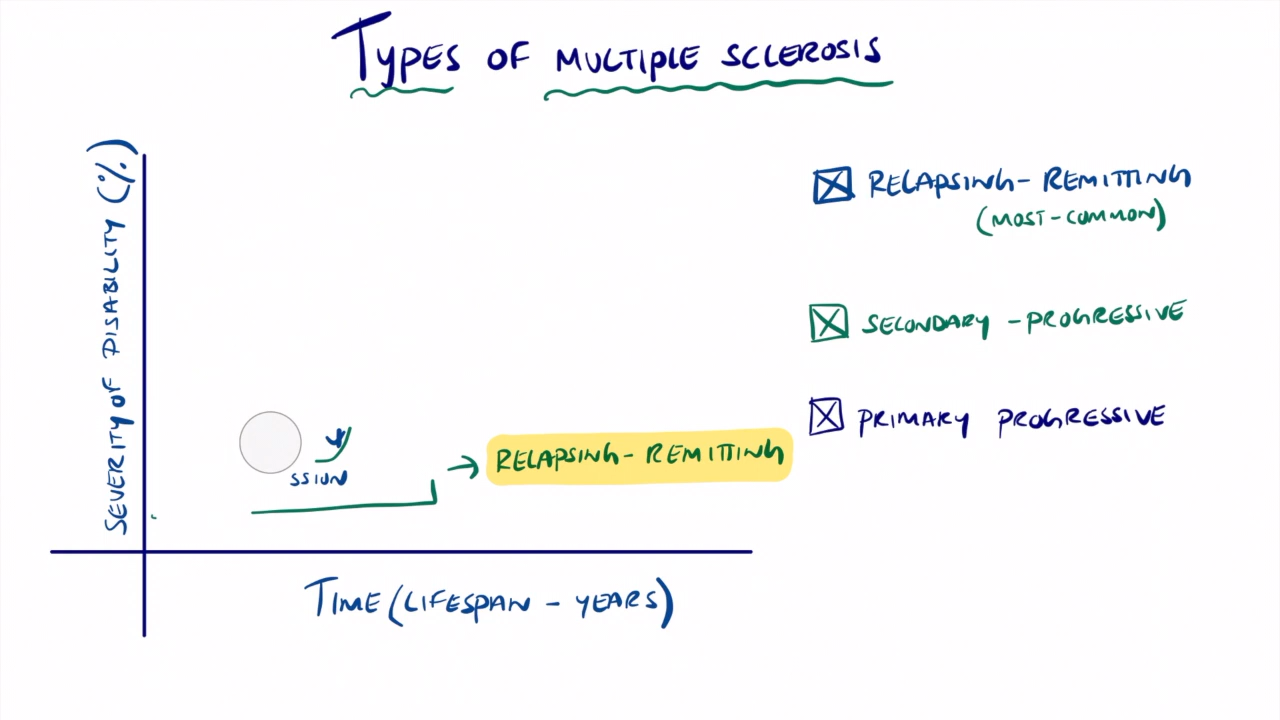 TYPES OF MULTIPLE SCLEROSIS
SEVERITY OF DISABILITY (%)
RELAPSING - REMITTING
(MOST - COMMON)
SECONDARY - PROGRESSIVE
PRIMARY PROGRESSIVE
RELAPSING - REMITTING
SSION
TIME (LIFESPAN - YEARS)